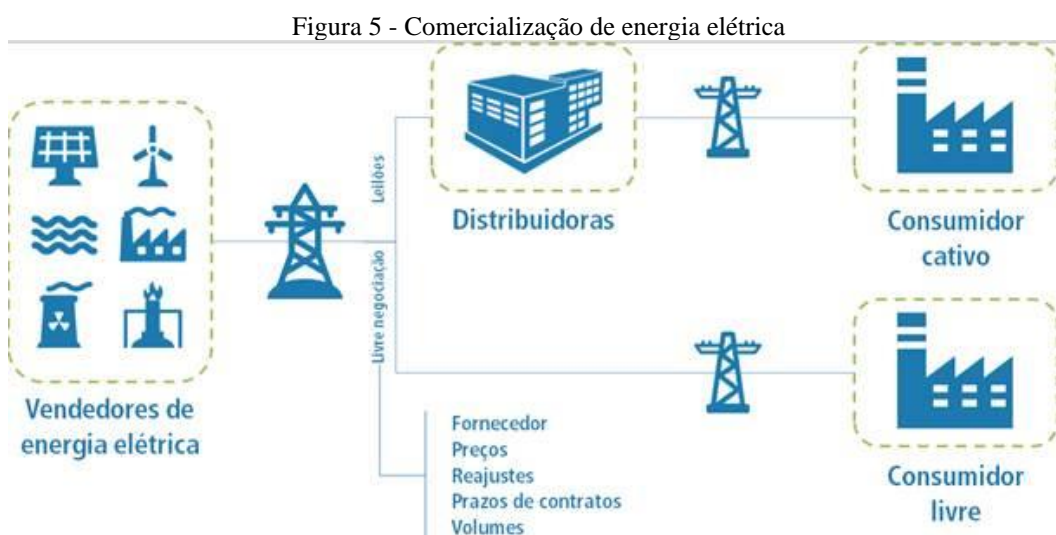 Figura 5 - Comercialização de energia elétrica
Leilões
Distribuidoras
Consumidor
cativo
Vendedores de
energia elétrica
Livre negociação
Fornecedor
Preços
Reajustes
Prazos de contratos
Volumes
Consumidor
livre